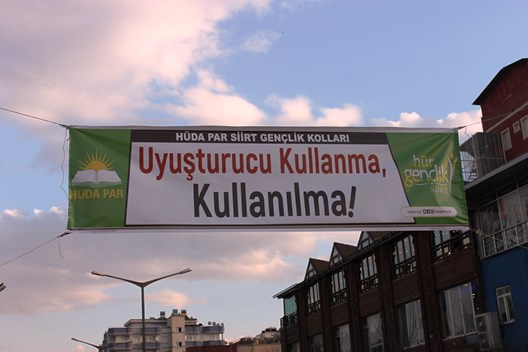 HÜDA PAR SİİRT GENÇLİK KOLLARI
Uyuşturucu Kullanma,
Kullanılma!
HÜDA PAR
hür
gençlik
siirt